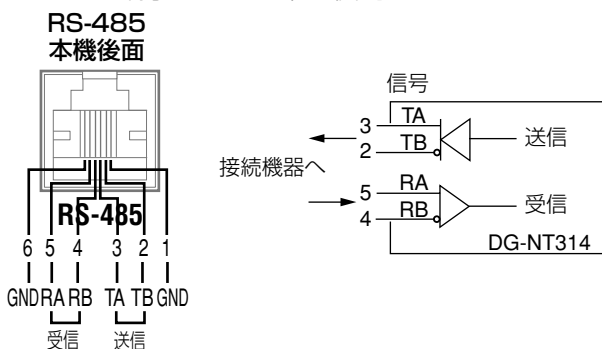 RS-485
本機後面
RS-485
6 5 4 3 2 1
GND RA RB TA TB GND
受信 送信
信号
3 TA
2 TB
送信
接続機器へ
5 RA
4 RB
受信
DG-NT314